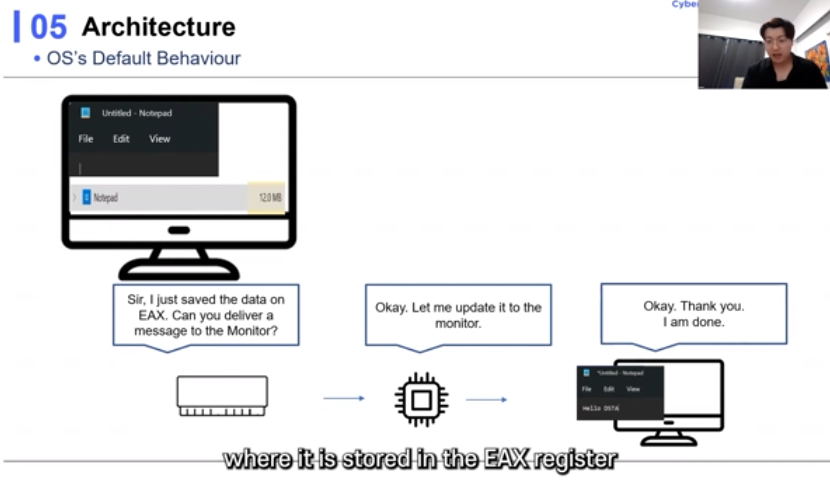 Cyber
05 Architecture
• OS's Default Behaviour
Untitled - Notepad
File Edit View
Notepad 12.0 MB
Sir, I just saved the data on
EAX. Can you deliver a
message to the Monitor?
Okay. Let me update it to the
monitor.
Okay. Thank you.
I am done.
*Untitled - Notepad
File Edit View
Hello DSTA
where it is stored in the EAX register